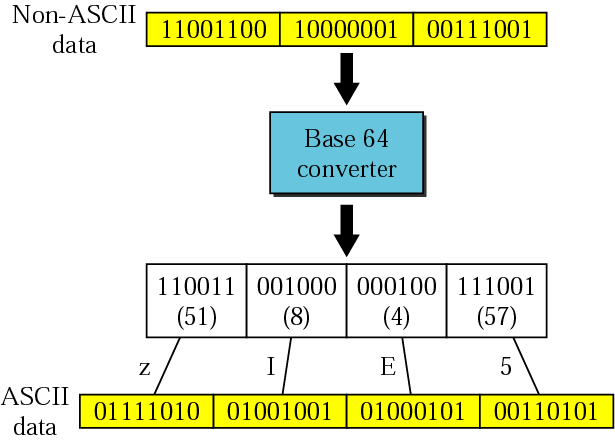 Non-ASCII
data
11001100 10000001 00111001
Base 64
converter
110011 001000 000100 111001
(51) (8) (4) (57)
z I E 5
ASCII
data
01111010 01001001 01000101 00110101